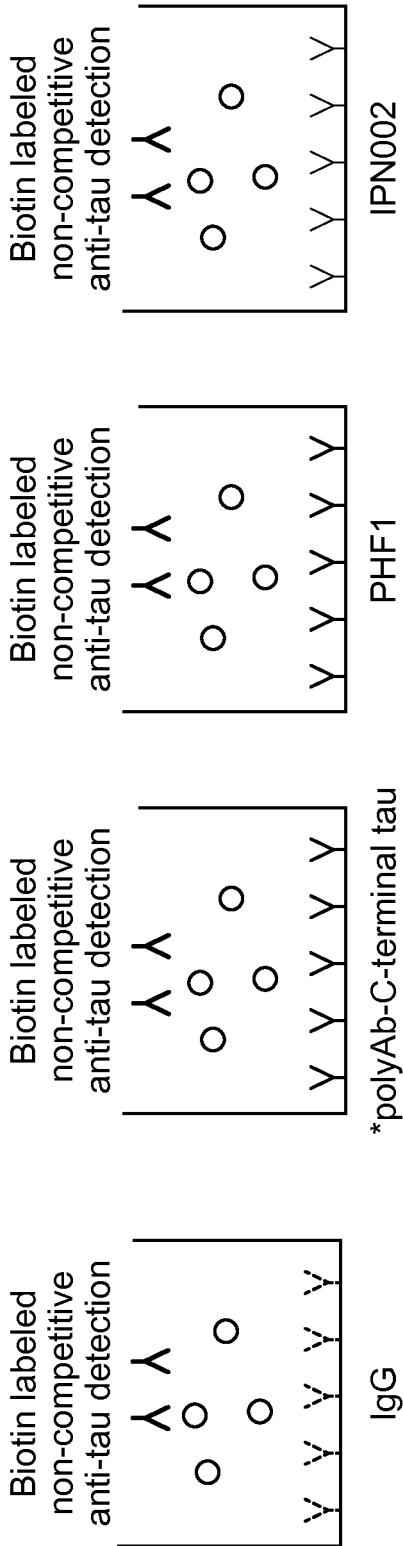 Biotin labeled
non-competitive
anti-tau detection
IgG
Biotin labeled
non-competitive
anti-tau detection
*polyAb-C-terminal tau
Biotin labeled
non-competitive
anti-tau detection
PHF1
Biotin labeled
non-competitive
anti-tau detection
IPN002